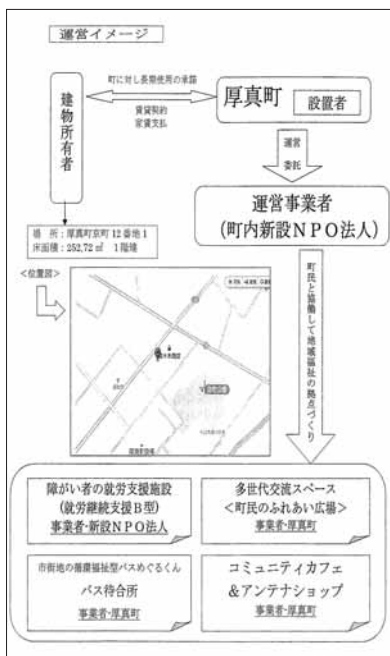 運営イメージ
町に対し長期使用の承諾
建物所有者
厚真町
設置者
賃貸契約
家賃支払
運営
委託
運営事業者
(町内新設NPO法人)
場 所:厚真町京町12番地1
床面積:252.72㎡ 1階建
<位置図>
町民と協働して地域福祉の拠点づくり
障がい者の就労支援施設
(就労継続支援B型)
事業者-新設NPO法人
多世代交流スペース
<町民のふれあい広場>
事業者-厚真町
市街地の循環福祉型バスめぐるくん
バス待合所
事業者-厚真町
コミュニティカフェ
&アンテナショップ
事業者-厚真町